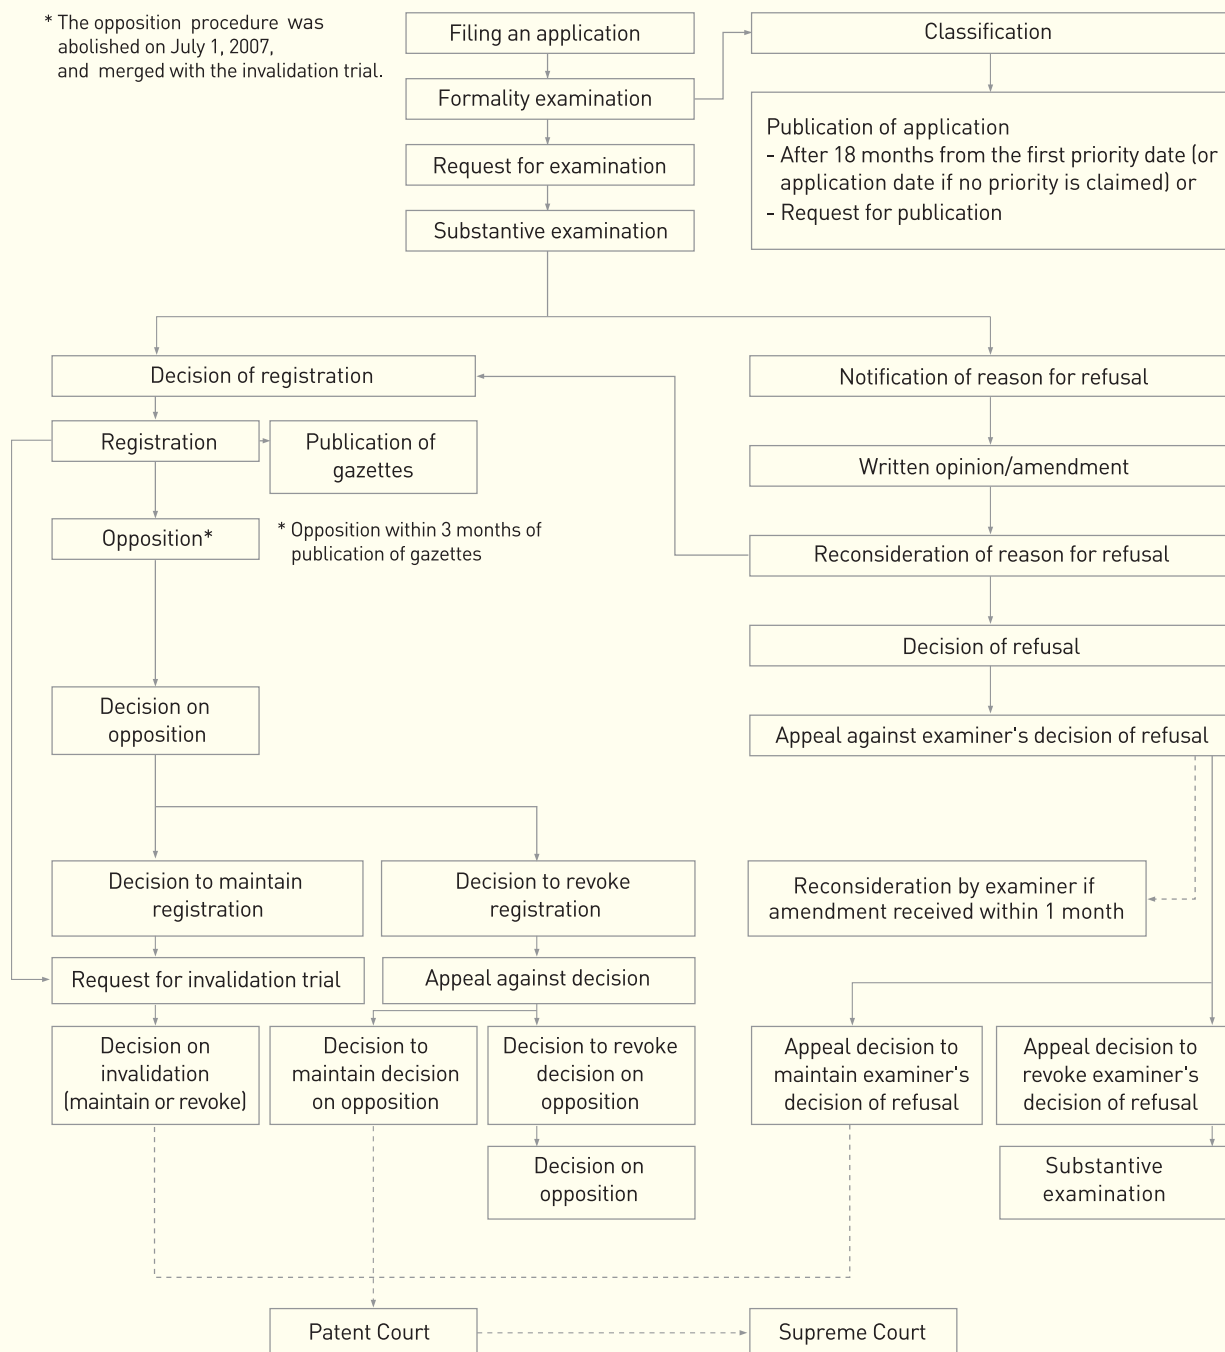 * The opposition procedure was
abolished on July 1, 2007,
and merged with the invalidation trial.
Filing an application
Classification
Formality examination
Publication of application
- After 18 months from the first priority date (or
application date if no priority is claimed) or
- Request for publication
Request for examination
Substantive examination
Decision of registration
Notification of reason for refusal
Registration
Publication of
gazettes
Written opinion/amendment
Opposition*
* Opposition within 3 months of
publication of gazettes
Reconsideration of reason for refusal
Decision of refusal
Decision on
opposition
Appeal against examiner's decision of refusal
Decision to maintain
registration
Decision to revoke
registration
Reconsideration by examiner if
amendment received within 1 month
Request for invalidation trial
Appeal against decision
Decision on
invalidation
(maintain or revoke)
Decision to
maintain decision
on opposition
Decision to revoke
decision on
opposition
Appeal decision to
maintain examiner's
decision of refusal
Appeal decision to
revoke examiner's
decision of refusal
Decision on
opposition
Substantive
examination
Patent Court
Supreme Court